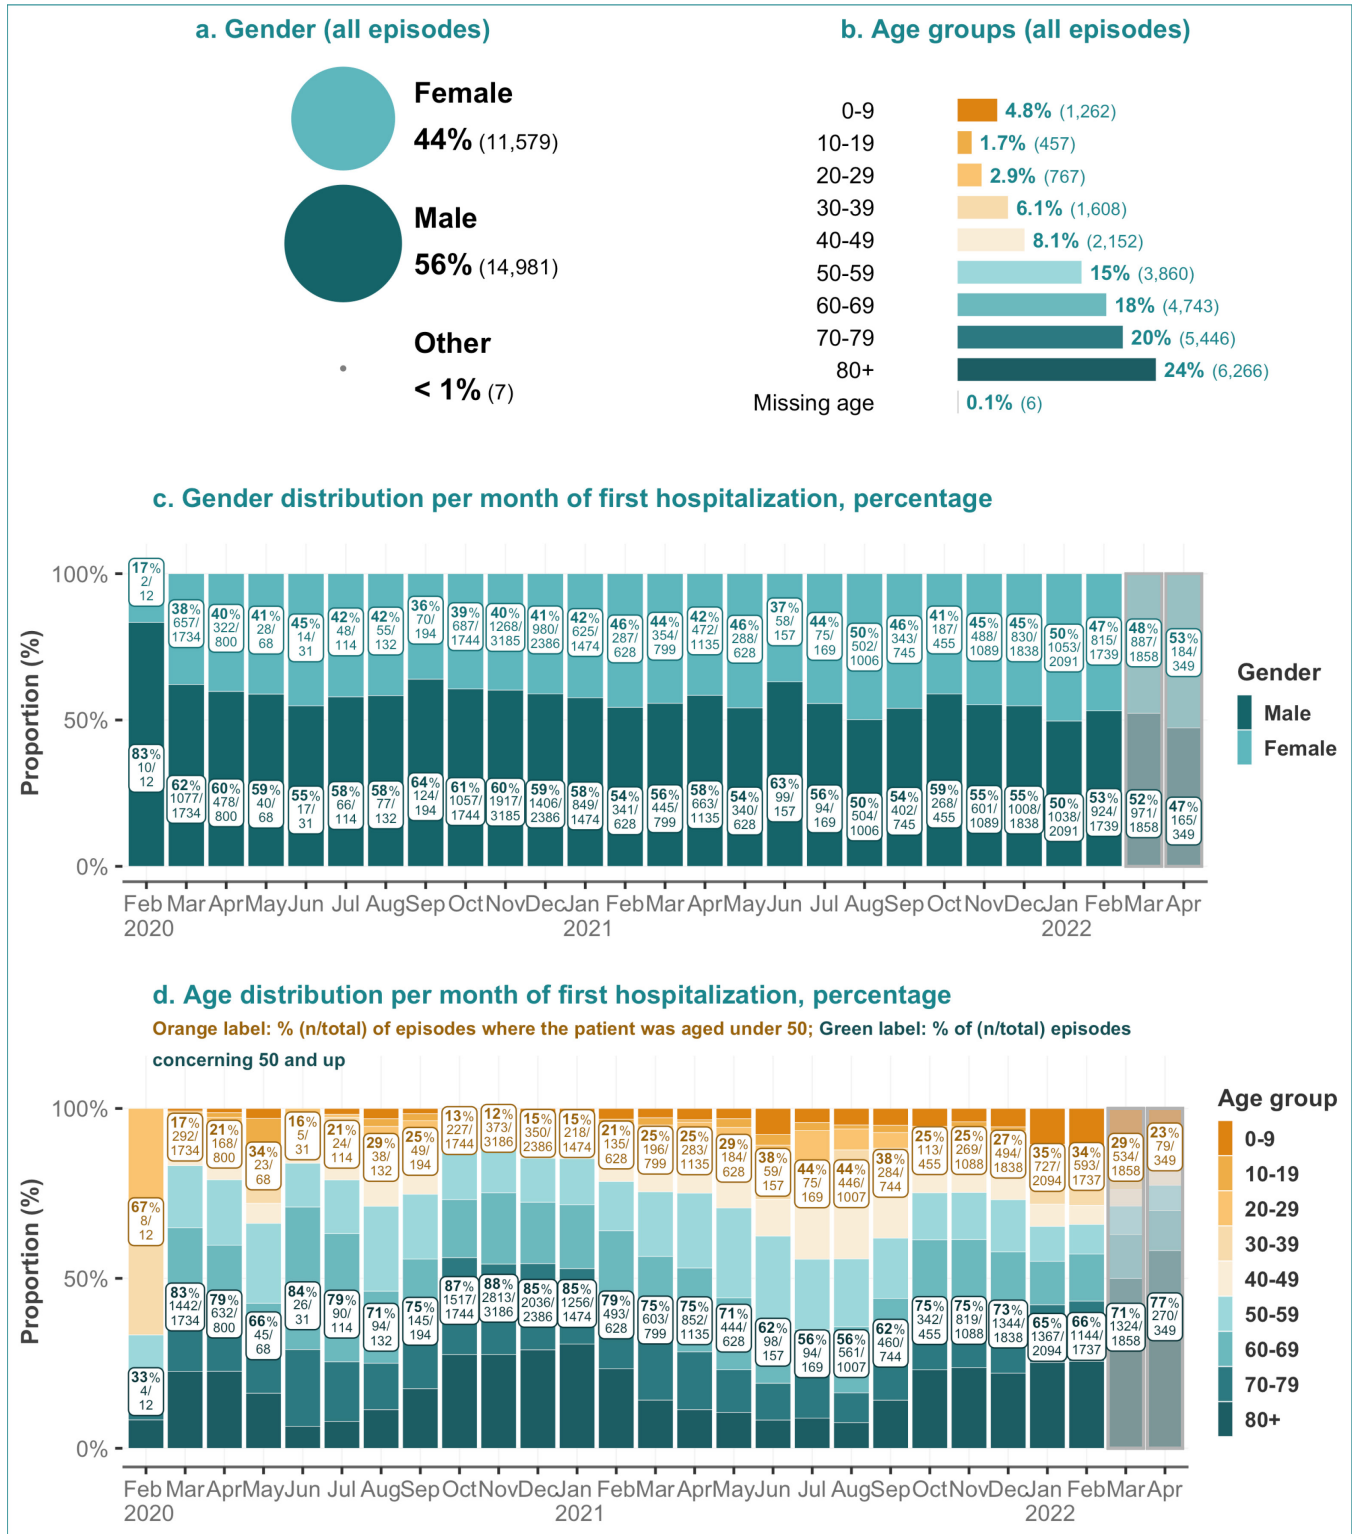 a. Gender (all episodes)
Female
44% (11,579)
Male
56% (14,981)
Other
< 1% (7)
b. Age groups (all episodes)
0-9 4.8% (1,262)
10-19 1.7% (457)
20-29 2.9% (767)
30-39 6.1% (1,608)
40-49 8.1% (2,152)
50-59 15% (3,860)
60-69 18% (4,743)
70-79 20% (5,446)
80+ 24% (6,266)
Missing age 0.1% (6)
c. Gender distribution per month of first hospitalization, percentage
Proportion (%)
100%
50%
0%
17% 2/ 12
38% 657/ 1734
40% 322/ 800
41% 28/ 68
45% 14/ 31
42% 48/ 114
42% 55/ 132
36% 70/ 194
39% 687/ 1744
40% 1268/ 3185
41% 980/ 2386
42% 625/ 1474
46% 287/ 628
44% 354/ 799
42% 472/ 1135
46% 288/ 628
37% 58/ 157
44% 75/ 169
50% 502/ 1006
46% 343/ 745
41% 187/ 455
45% 488/ 1089
45% 830/ 1838
50% 1053/ 2091
47% 815/ 1739
48% 887/ 1858
53% 184/ 349
83% 10/ 12
62% 1077/ 1734
60% 478/ 800
59% 40/ 68
55% 17/ 31
58% 66/ 114
58% 77/ 132
64% 124/ 194
61% 1057/ 1744
60% 1917/ 3185
59% 1406/ 2386
58% 849/ 1474
54% 341/ 628
56% 445/ 799
58% 663/ 1135
54% 340/ 628
63% 99/ 157
56% 94/ 169
50% 504/ 1006
54% 402/ 745
59% 268/ 455
55% 601/ 1089
55% 1008/ 1838
50% 1038/ 2091
53% 924/ 1739
52% 971/ 1858
47% 165/ 349
Feb Mar Apr May Jun Jul Aug Sep Oct Nov Dec Jan Feb Mar Apr May Jun Jul Aug Sep Oct Nov Dec Jan Feb Mar Apr
2020 2021 2022
Gender
Male
Female
d. Age distribution per month of first hospitalization, percentage
Orange label: % (n/total) of episodes where the patient was aged under 50; Green label: % of (n/total) episodes
concerning 50 and up
Proportion (%)
100%
50%
0%
67% 8/ 12
17% 292/ 1734
21% 168/ 800
34% 23/ 68
16% 5/ 31
21% 24/ 114
29% 38/ 132
25% 49/ 194
13% 227/ 1744
12% 373/ 3186
15% 350/ 2386
15% 218/ 1474
21% 135/ 628
25% 196/ 799
25% 283/ 1135
29% 184/ 628
38% 59/ 157
44% 75/ 169
44% 446/ 1007
38% 284/ 744
25% 113/ 455
25% 269/ 1088
27% 494/ 1838
35% 727/ 2094
34% 593/ 1737
29% 534/ 1858
23% 79/ 349
33% 4/ 12
83% 1442/ 1734
79% 632/ 800
66% 45/ 68
84% 26/ 31
79% 90/ 114
71% 94/ 132
75% 145/ 194
87% 1517/ 1744
88% 2813/ 3186
85% 2036/ 2386
85% 1256/ 1474
79% 493/ 628
75% 603/ 799
75% 852/ 1135
71% 444/ 628
62% 98/ 157
56% 94/ 169
56% 561/ 1007
62% 460/ 744
75% 342/ 455
75% 819/ 1088
73% 1344/ 1838
65% 1367/ 2094
66% 1144/ 1737
71% 1324/ 1858
77% 270/ 349
Feb Mar Apr May Jun Jul Aug Sep Oct Nov Dec Jan Feb Mar Apr May Jun Jul Aug Sep Oct Nov Dec Jan Feb Mar Apr
2020 2021 2022
Age group
0-9
10-19
20-29
30-39
40-49
50-59
60-69
70-79
80+